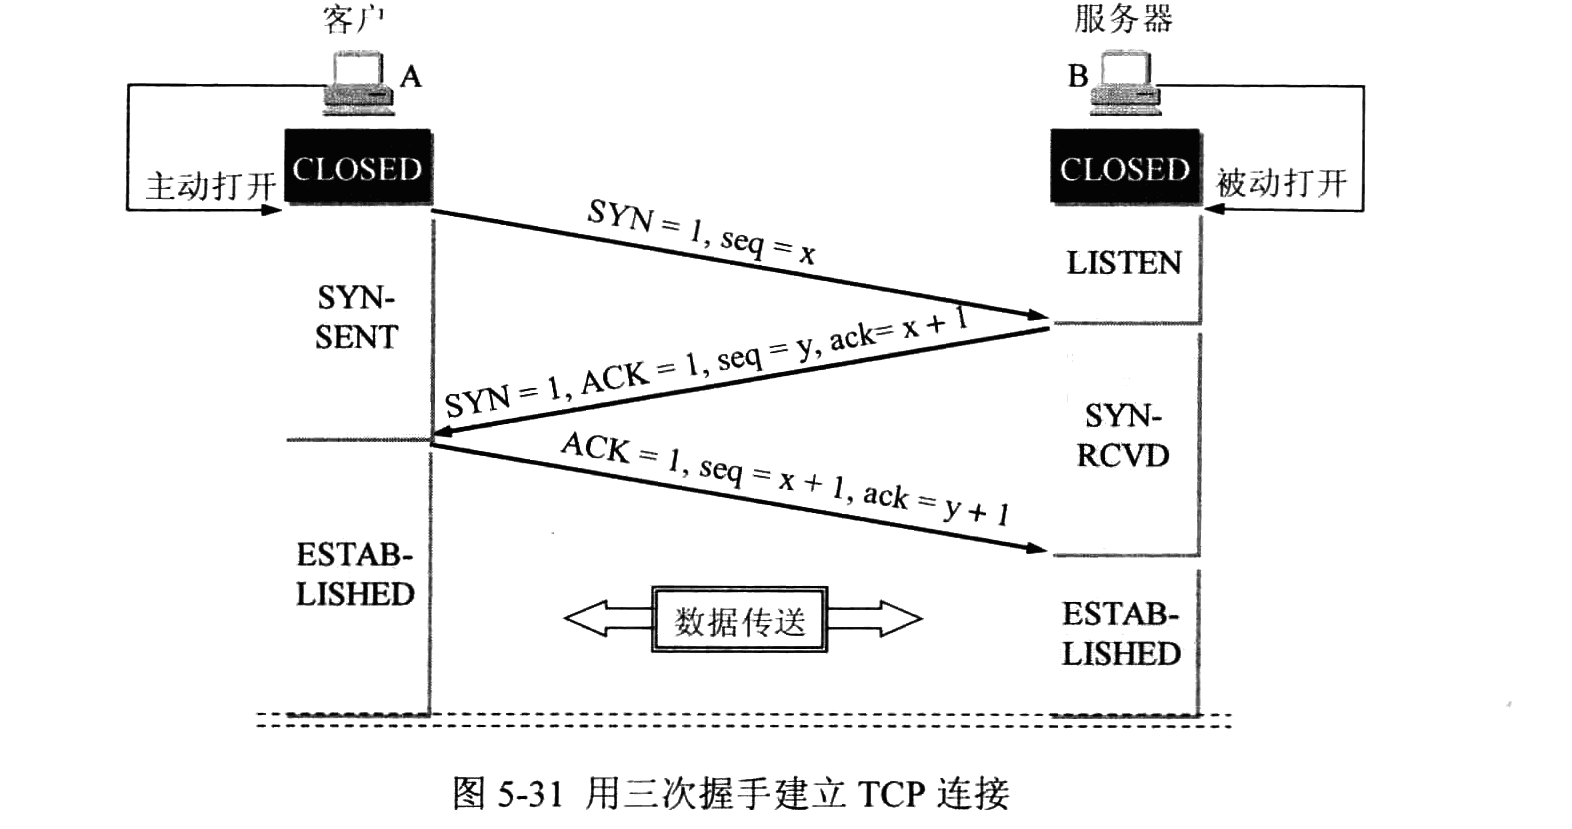 客户
服务器
A
B
CLOSED
CLOSED
主动打开
被动打开
SYN = 1, seq = x
LISTEN
SYN-
SENT
SYN = 1, ACK = 1, seq = y, ack= x + 1
SYN-
RCVD
ACK = 1, seq = x + 1, ack = y + 1
ESTAB-
LISHED
数据传送
ESTAB-
LISHED
图 5-31 用三次握手建立 TCP 连接